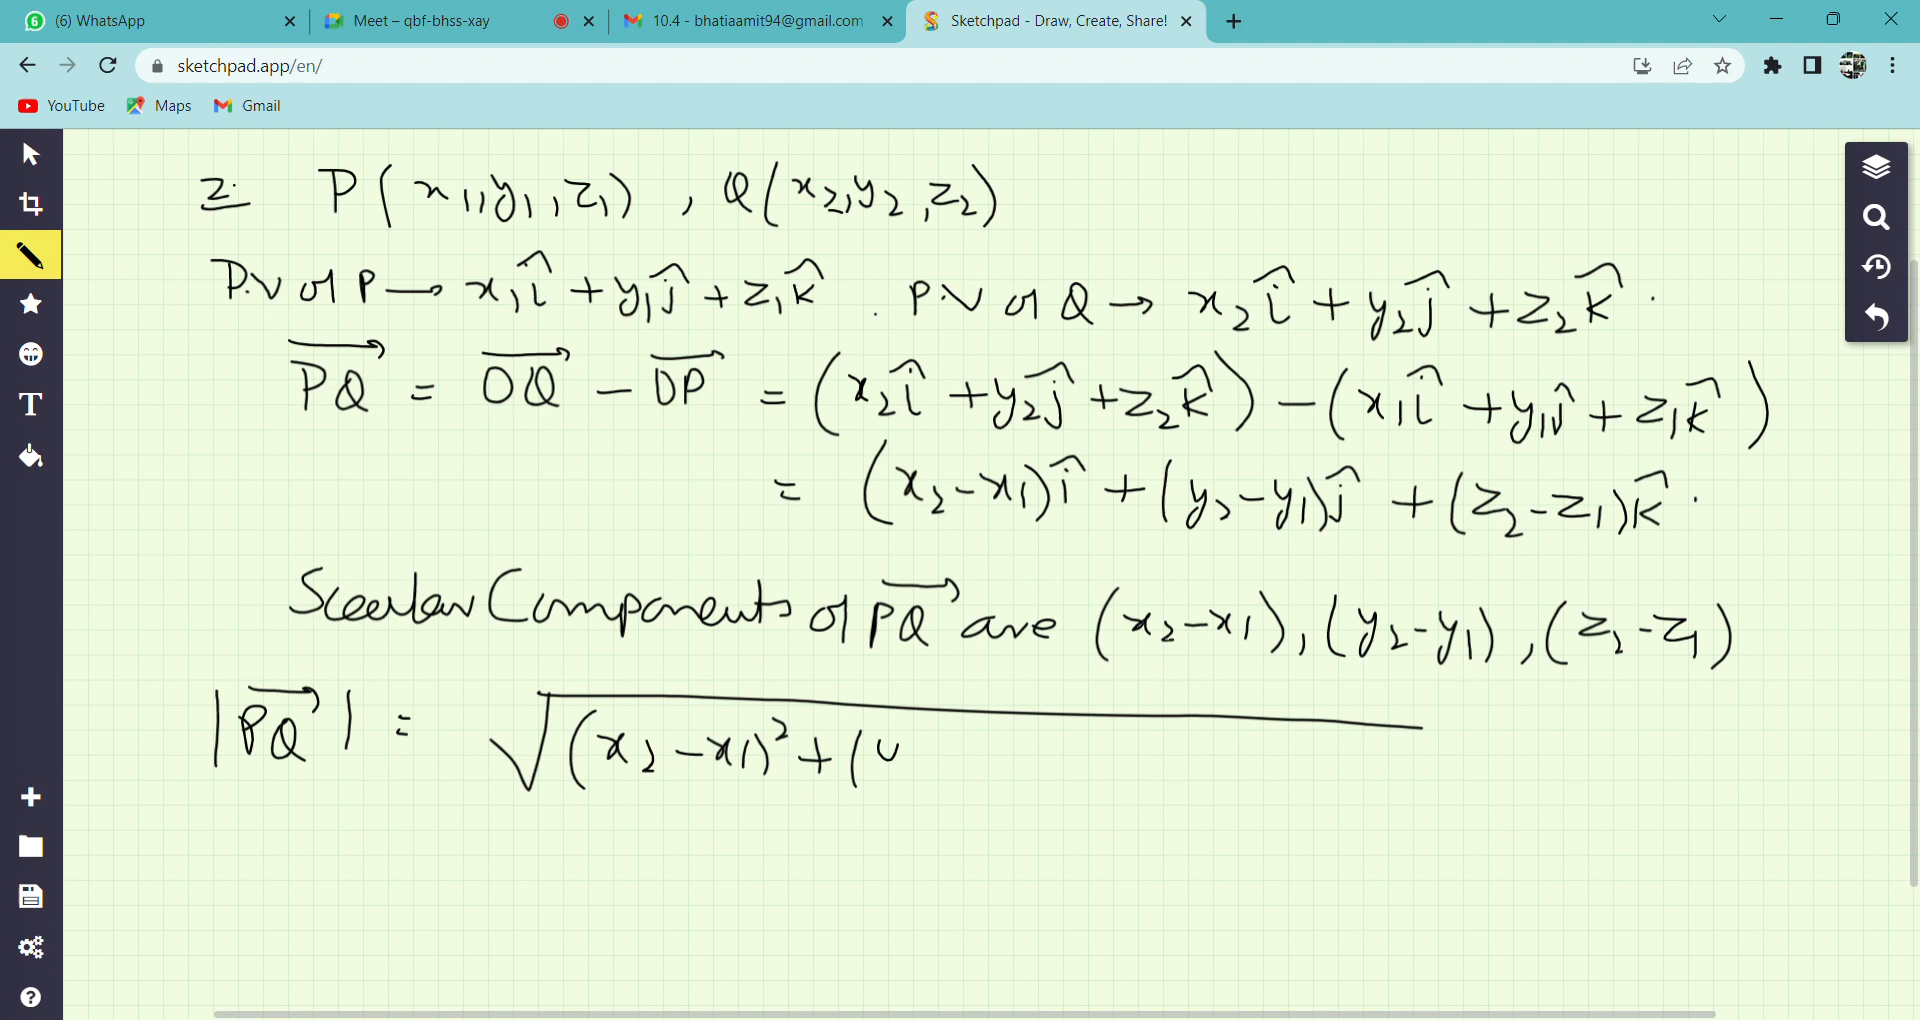 (6) WhatsApp
Meet – qbf-bhss-xay
10.4 - bhatiaamit94@gmail.com
Sketchpad - Draw, Create, Share!
sketchpad.app/en/
YouTube Maps Gmail
2. P(x₁,y₁,z₁), Q(x₂,y₂,z₂)
P.V of P → x₁î + y₁ĵ + z₁k̂ . P.V of Q → x₂î + y₂ĵ + z₂k̂ .
PQ⃗ = OQ⃗ − OP⃗ = (x₂î + y₂ĵ + z₂k̂) − (x₁î + y₁ĵ + z₁k̂)
= (x₂−x₁)î + (y₂−y₁)ĵ + (z₂−z₁)k̂ .
Scalar Components of PQ⃗ are (x₂−x₁), (y₂−y₁), (z₂−z₁)
|PQ⃗| = √(x₂−x₁)² + (
T